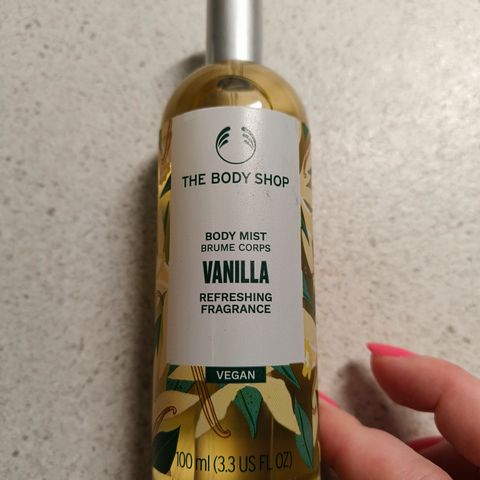 THE BODY SHOP
BODY MIST
BRUME CORPS
VANILLA
REFRESHING
FRAGRANCE
VEGAN
100 ml (3.3 US FL OZ)